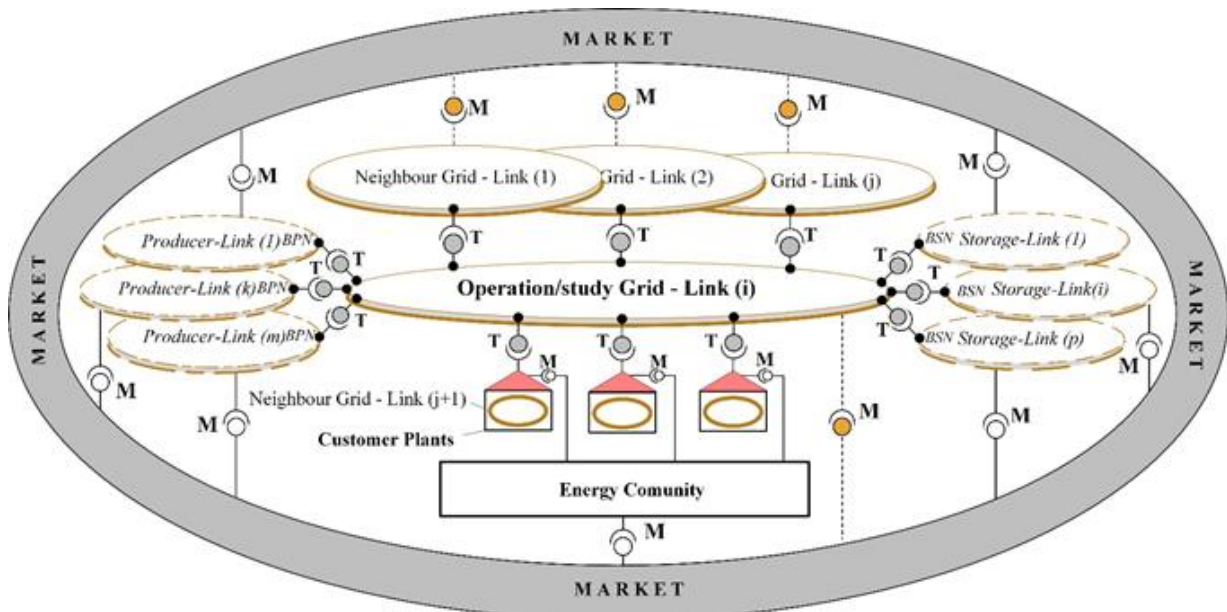 MARKET
M
M
M
M
M
Neighbour Grid - Link (1)
Grid - Link (2)
Grid - Link (j)
Producer-Link (1) BPN
T
T
T
T
T
BSN Storage-Link (1)
Producer-Link (k) BPN
T
Operation/study Grid - Link (i)
T
BSN Storage-Link(i)
Producer-Link (m) BPN
T
T
BSN Storage-Link (p)
MARKET
MARKET
T
T
T
M
M
M
M
M
Neighbour Grid - Link (j+1)
Customer Plants
M
M
M
Energy Comunity
M
MARKET